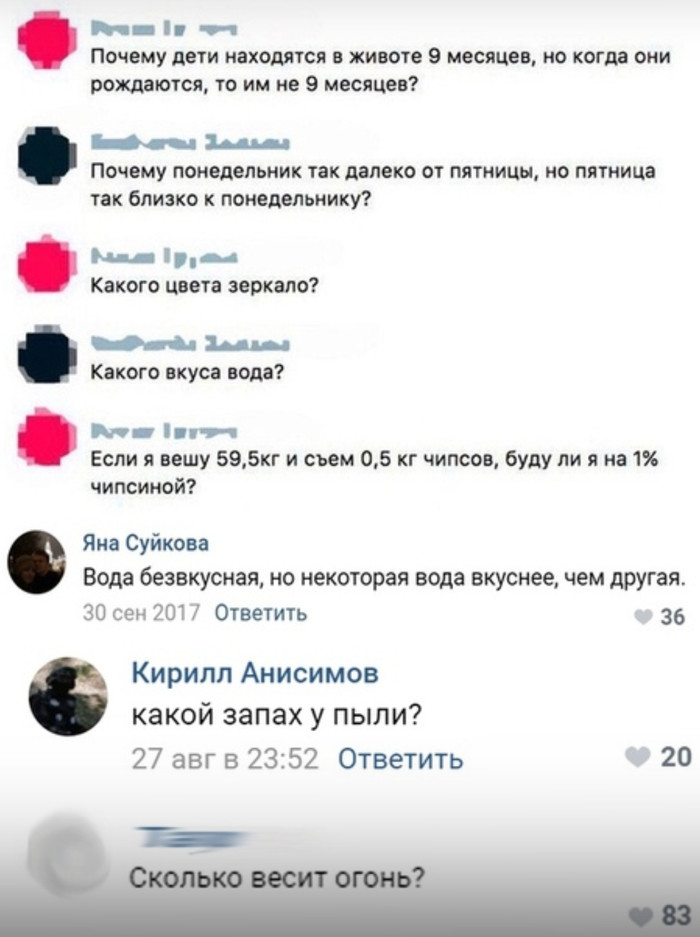 Почему дети находятся в животе 9 месяцев, но когда они
рождаются, то им не 9 месяцев?
Почему понедельник так далеко от пятницы, но пятница
так близко к понедельнику?
Какого цвета зеркало?
Какого вкуса вода?
Если я вешу 59,5кг и съем 0,5 кг чипсов, буду ли я на 1%
чипсиной?
Яна Суйкова
Вода безвкусная, но некоторая вода вкуснее, чем другая.
30 сен 2017 Ответить 36
Кирилл Анисимов
какой запах у пыли?
27 авг в 23:52 Ответить 20
Сколько весит огонь?
83